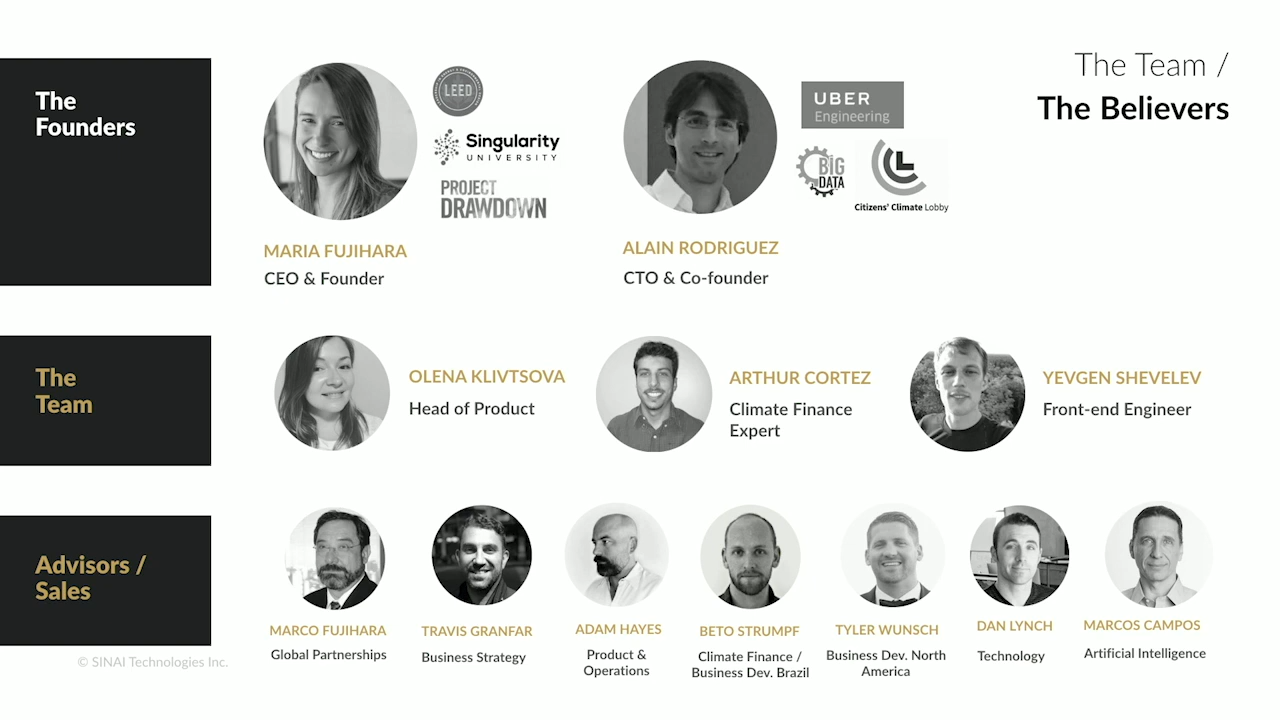 The Team /
The Believers
The
Founders
LEED
Singularity
UNIVERSITY
PROJECT
DRAWDOWN
MARIA FUJIHARA
CEO & Founder
UBER
Engineering
BIG
DATA
Citizens' Climate Lobby
ALAIN RODRIGUEZ
CTO & Co-founder
The
Team
OLENA KLIVTSOVA
Head of Product
ARTHUR CORTEZ
Climate Finance
Expert
YEVGEN SHEVELEV
Front-end Engineer
Advisors /
Sales
MARCO FUJIHARA
Global Partnerships
TRAVIS GRANFAR
Business Strategy
ADAM HAYES
Product &
Operations
BETO STRUMPF
Climate Finance /
Business Dev. Brazil
TYLER WUNSCH
Business Dev. North
America
DAN LYNCH
Technology
MARCOS CAMPOS
Artificial Intelligence
© SINAI Technologies Inc.